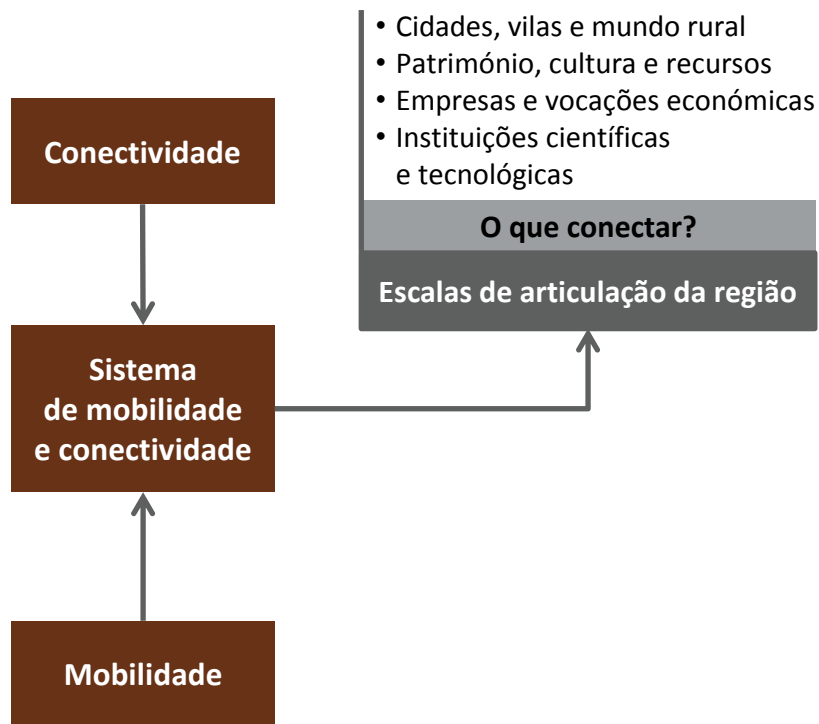 • Cidades, vilas e mundo rural
• Património, cultura e recursos
• Empresas e vocações económicas
• Instituições científicas
e tecnológicas
O que conectar?
Escalas de articulação da região
Conectividade
Sistema
de mobilidade
e conectividade
Mobilidade